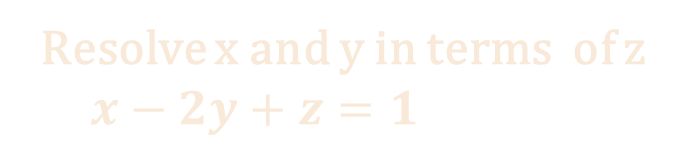 Resolve x and y in terms of z
x − 2y + z = 1